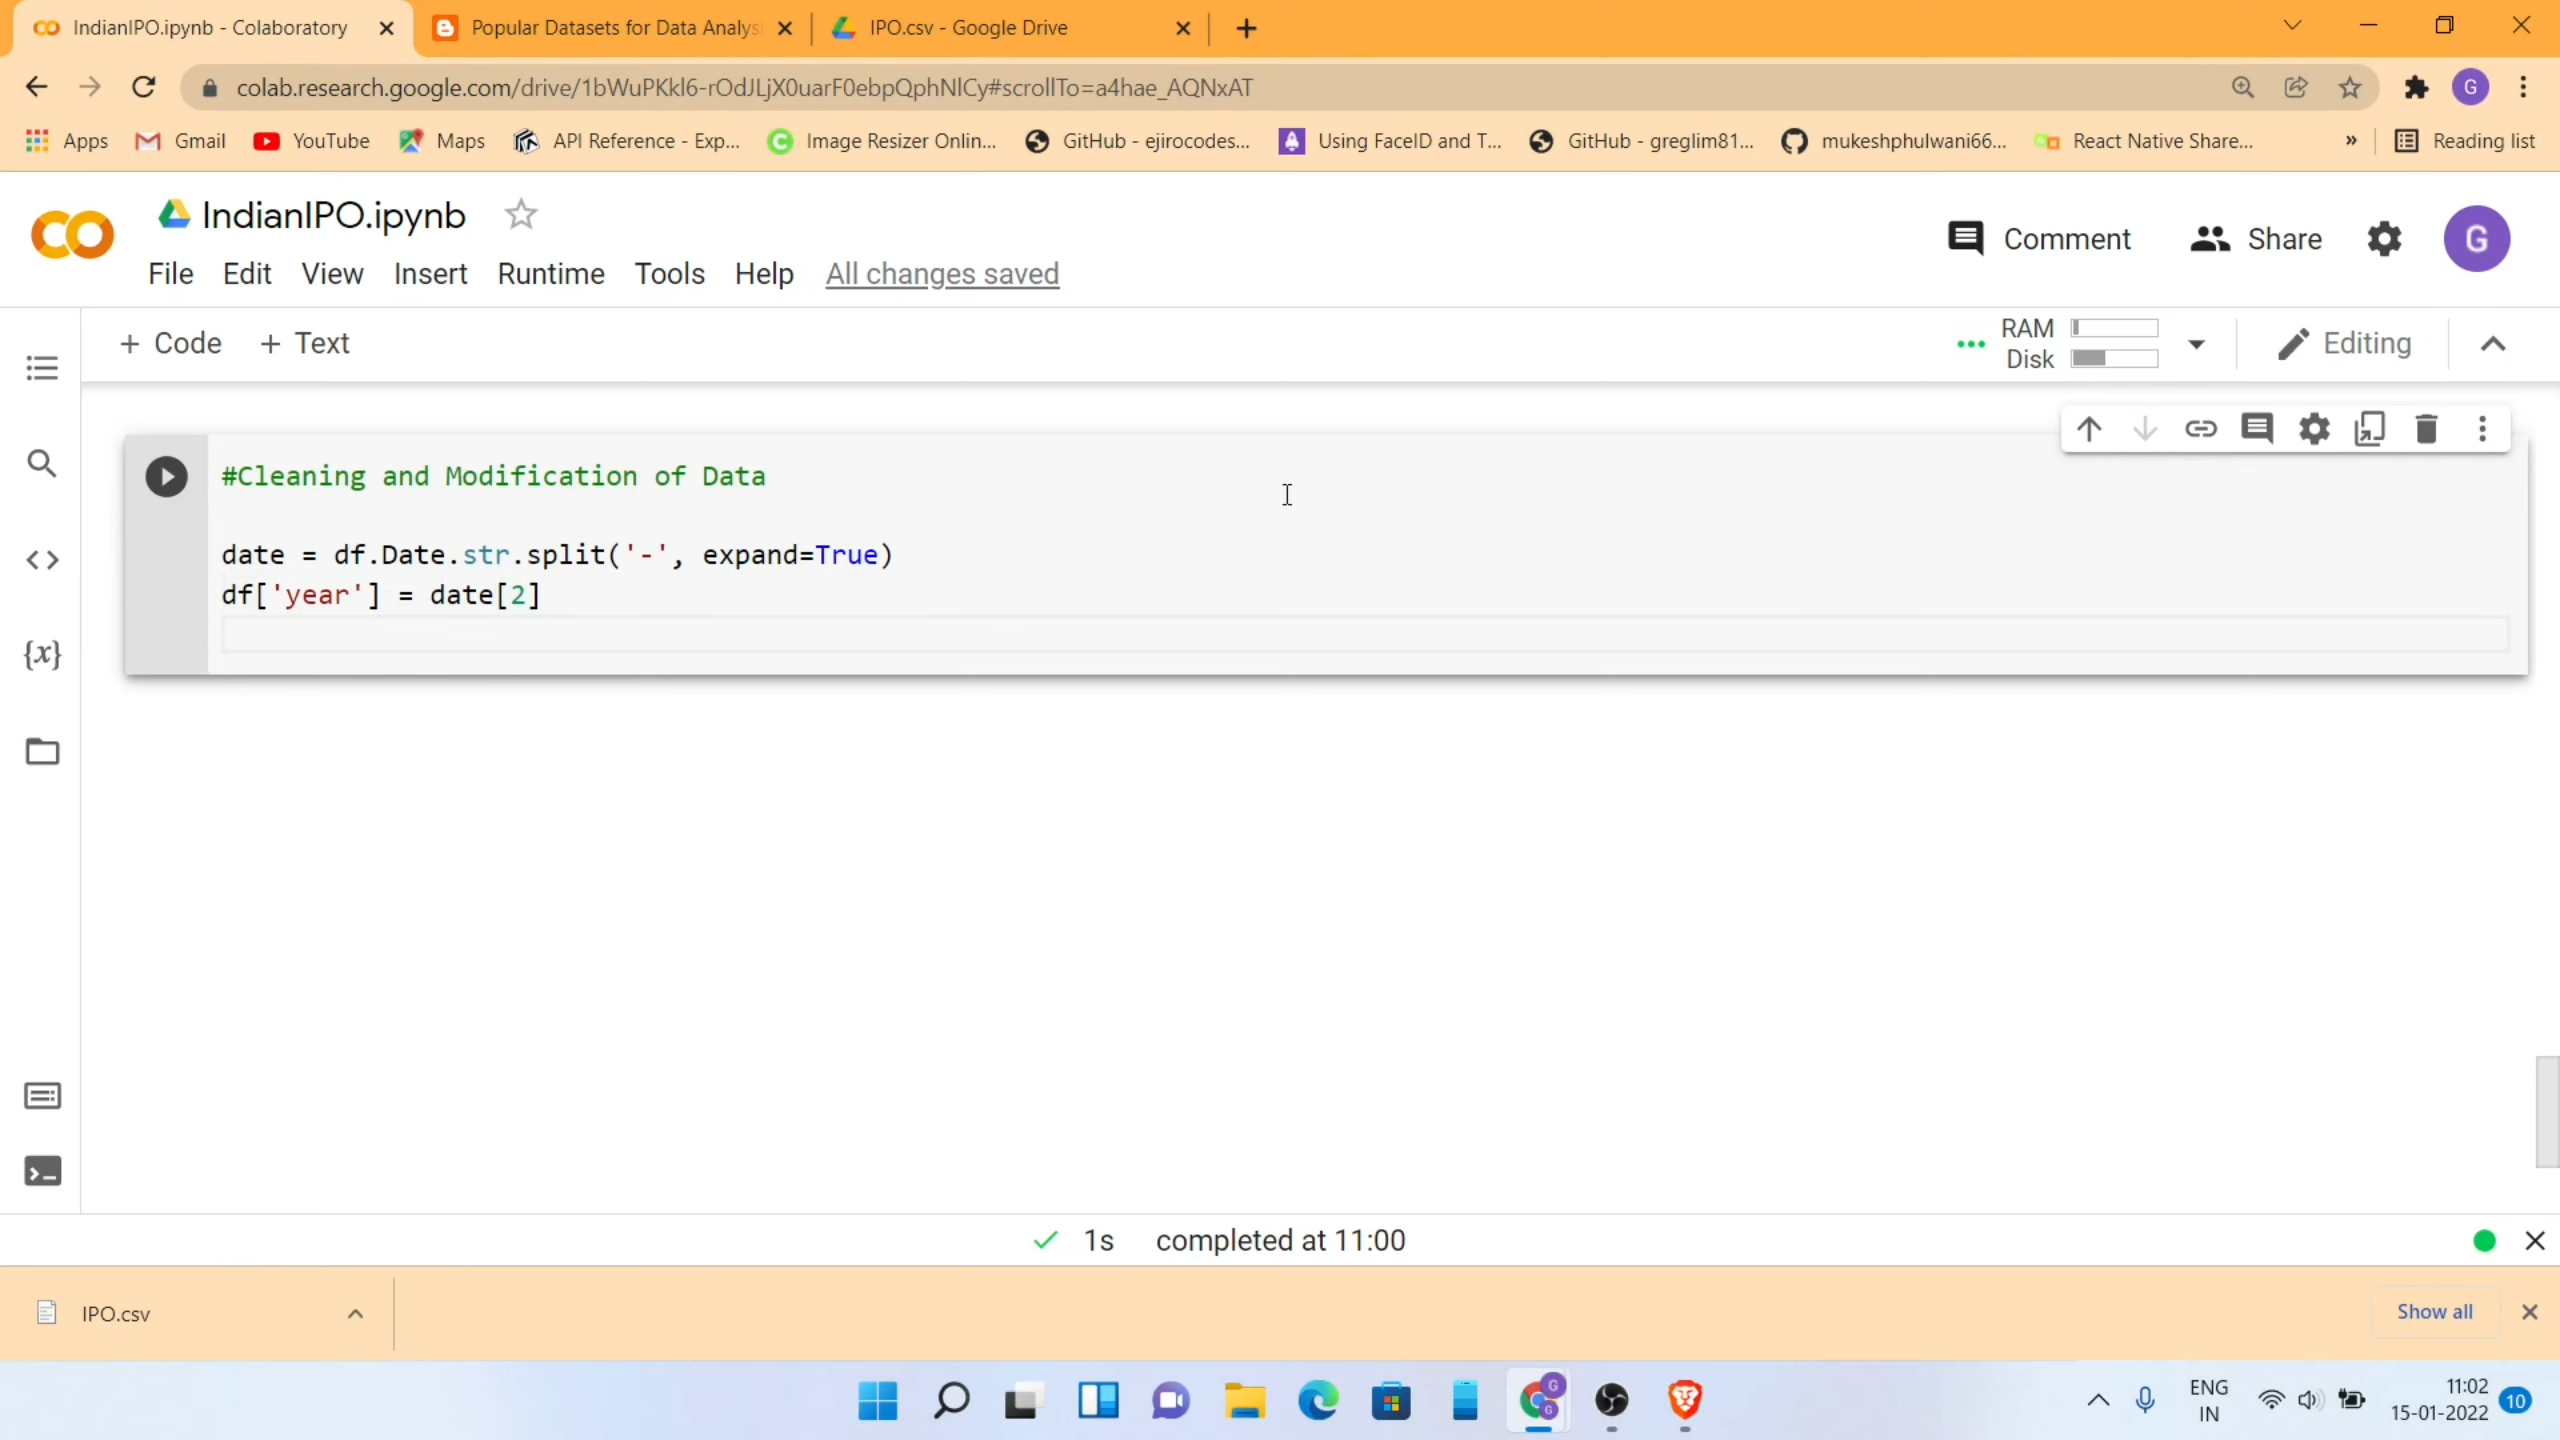 IndianIPO.ipynb - Colaboratory
Popular Datasets for Data Analys
IPO.csv - Google Drive
colab.research.google.com/drive/1bWuPKkl6-rOdJLjX0uarF0ebpQphNlCy#scrollTo=a4hae_AQNxAT
G
Apps
Gmail
YouTube
Maps
API Reference - Exp...
Image Resizer Onlin...
GitHub - ejirocodes...
Using FaceID and T...
GitHub - greglim81...
mukeshphulwani66...
React Native Share...
»
Reading list
IndianIPO.ipynb
Comment
Share
G
File Edit View Insert Runtime Tools Help All changes saved
+ Code + Text
RAM
Disk
Editing
#Cleaning and Modification of Data
date = df.Date.str.split('-', expand=True)
df['year'] = date[2]
{x}
1s completed at 11:00
IPO.csv
Show all
ENG
IN
11:02
15-01-2022
10